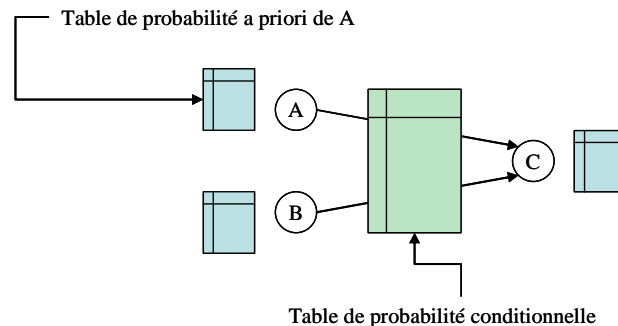 Table de probabilité a priori de A
A
B
C
Table de probabilité conditionnelle